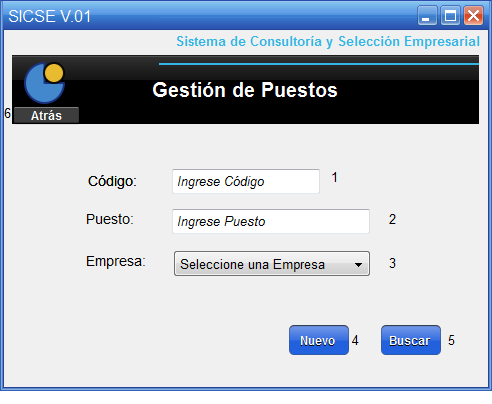 SICSE V.01
Sistema de Consultoría y Selección Empresarial
Gestión de Puestos
6 Atrás
Código: Ingrese Código 1
Puesto: Ingrese Puesto 2
Empresa: Seleccione una Empresa 3
Nuevo 4 Buscar 5